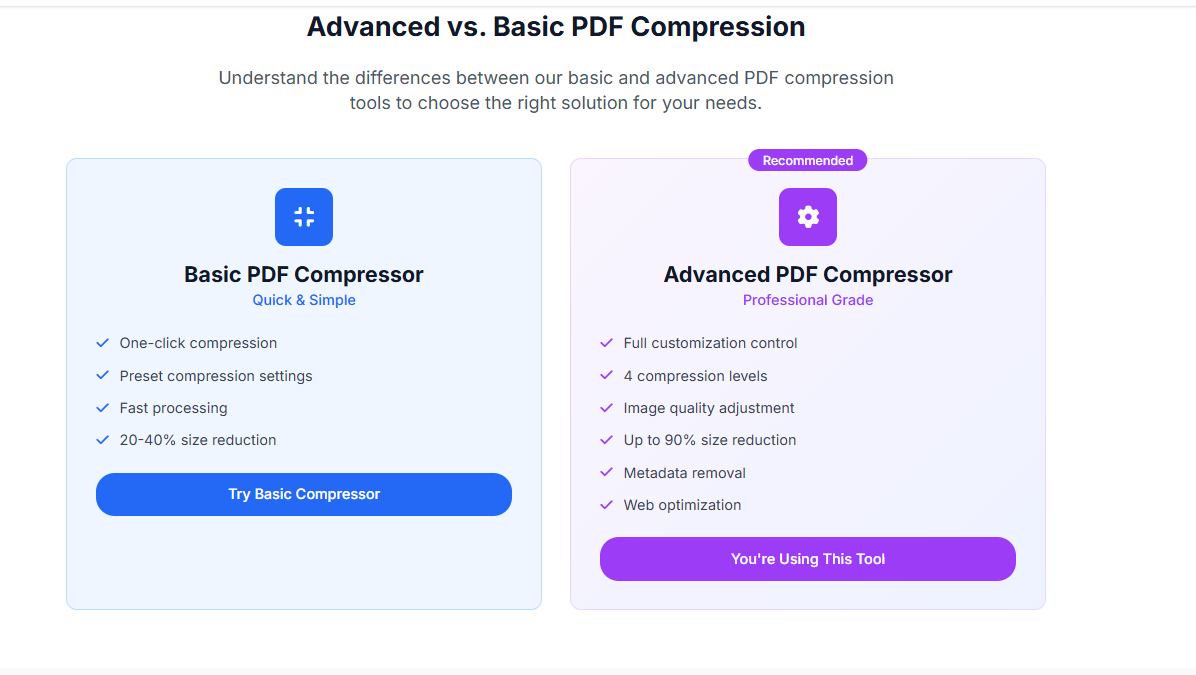 Advanced vs. Basic PDF Compression
Understand the differences between our basic and advanced PDF compression
tools to choose the right solution for your needs.
Basic PDF Compressor
Quick & Simple
One-click compression
Preset compression settings
Fast processing
20-40% size reduction
Try Basic Compressor
Recommended
Advanced PDF Compressor
Professional Grade
Full customization control
4 compression levels
Image quality adjustment
Up to 90% size reduction
Metadata removal
Web optimization
You're Using This Tool